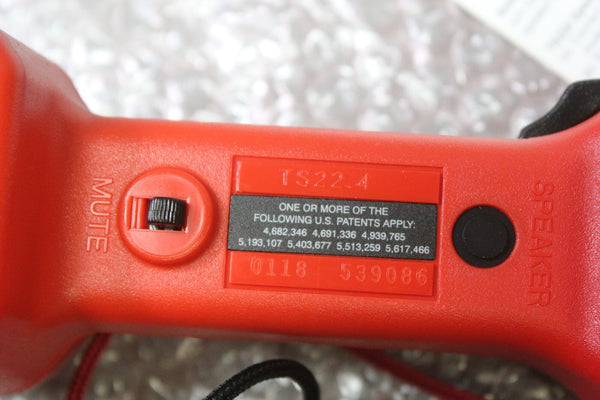 MUTE
TS22.4
ONE OR MORE OF THE
FOLLOWING U.S. PATENTS APPLY:
4,682,346 4,691,336 4,939,765
5,193,107 5,403,677 5,513,259 5,617,466
0118 539086
SPEAKER